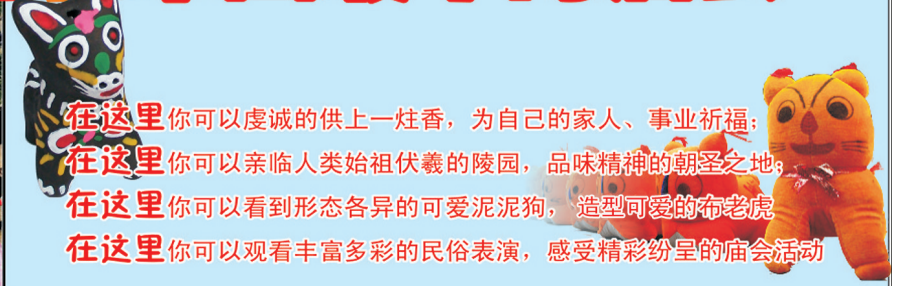 在这里你可以虔诚的供上一炷香，为自己的家人、事业祈福；
在这里你可以亲临人类始祖伏羲的陵园，品味精神的朝圣之地；
在这里你可以看到形态各异的可爱泥泥狗，造型可爱的布老虎
在这里你可以观看丰富多彩的民俗表演，感受精彩纷呈的庙会活动